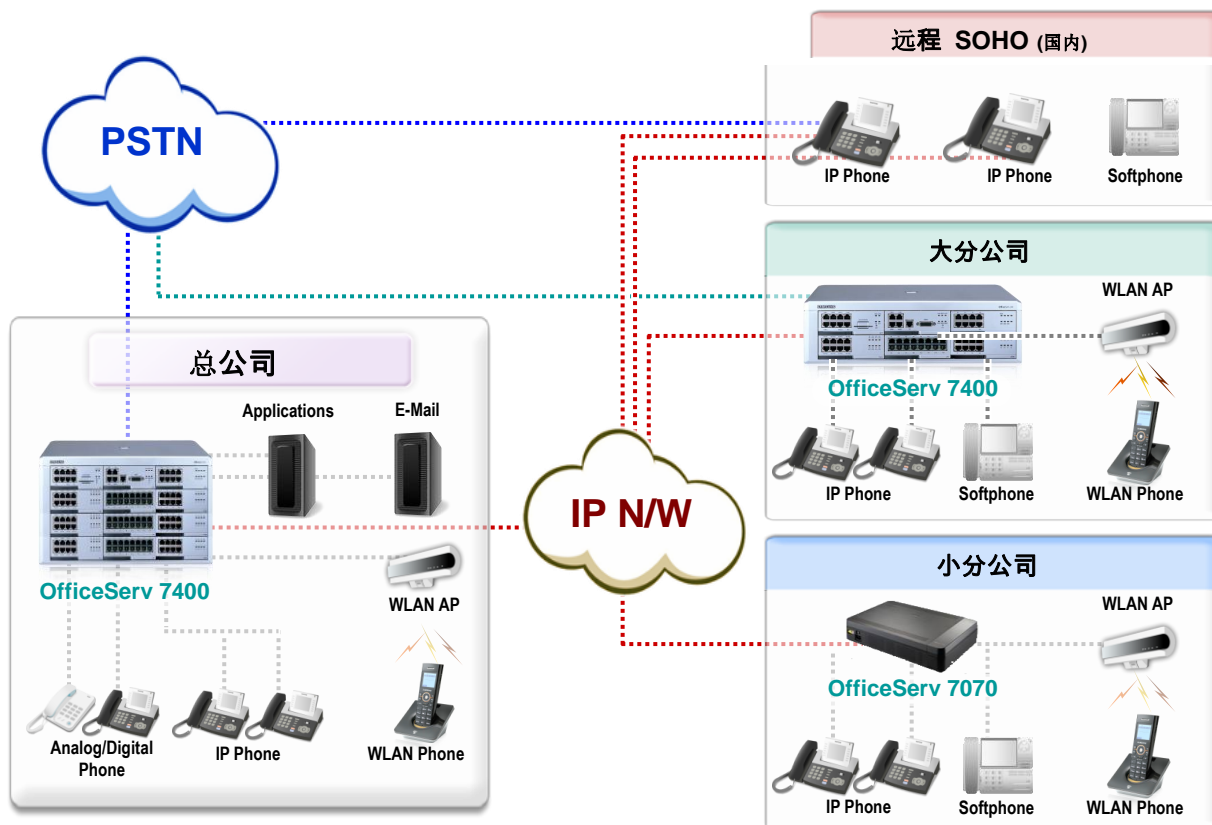 远程 SOHO (国内)
PSTN
IP Phone
IP Phone
Softphone
大分公司
WLAN AP
OfficeServ 7400
IP Phone
Softphone
WLAN Phone
总公司
Applications
E-Mail
OfficeServ 7400
WLAN AP
Analog/Digital
Phone
IP Phone
WLAN Phone
IP N/W
小分公司
WLAN AP
OfficeServ 7070
IP Phone
Softphone
WLAN Phone